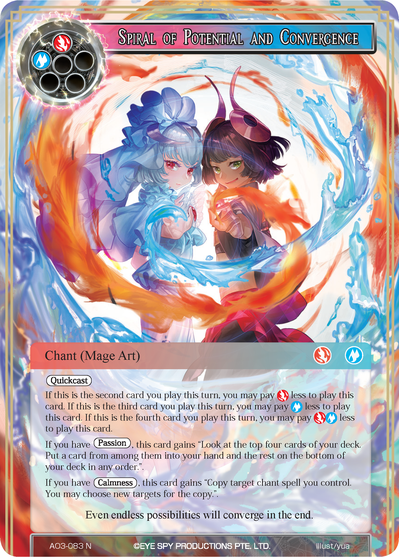 Spiral of Potential and Convergence
Chant (Mage Art)
Quickcast
If this is the second card you play this turn, you may pay less to play this
card. If this is the third card you play this turn, you may pay less to play
this card. If this is the fourth card you play this turn, you may pay less
to play this card.
If you have Passion, this card gains “Look at the top four cards of your deck.
Put a card from among them into your hand and the rest on the bottom of
your deck in any order.”.
If you have Calmness, this card gains “Copy target chant spell you control.
You may choose new targets for the copy.”.
Even endless possibilities will converge in the end.
A03-083 N
©EYE SPY PRODUCTIONS PTE. LTD.
illust/yua